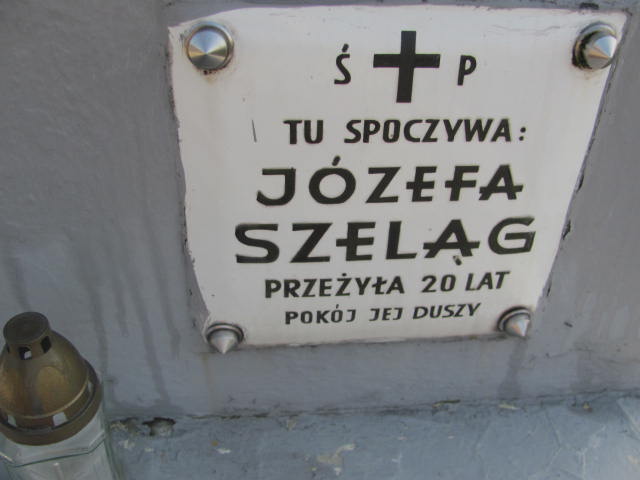 Ś P
TU SPOCZYWA:
JÓZEFA
SZELĄG
PRZEŻYŁA 20 LAT
POKÓJ JEJ DUSZY